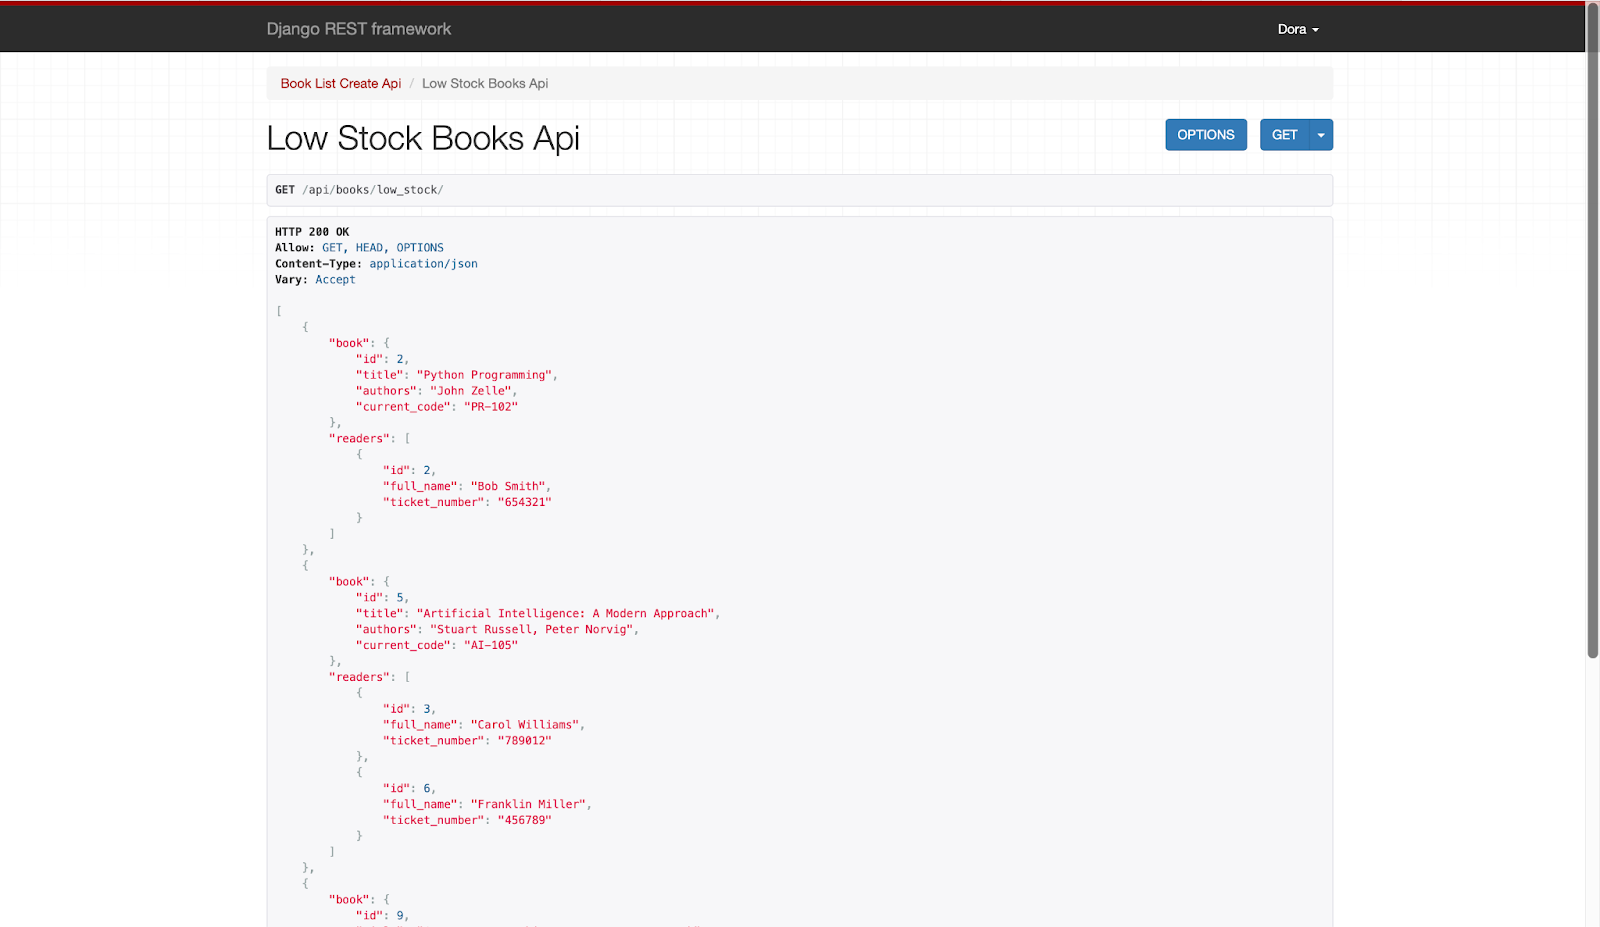 Django REST framework
Dora
Book List Create Api / Low Stock Books Api
Low Stock Books Api
OPTIONS
GET
GET /api/books/low_stock/
HTTP 200 OK
Allow: GET, HEAD, OPTIONS
Content-Type: application/json
Vary: Accept
[
{
"book": {
"id": 2,
"title": "Python Programming",
"authors": "John Zelle",
"current_code": "PR-102"
},
"readers": [
{
"id": 2,
"full_name": "Bob Smith",
"ticket_number": "654321"
}
]
},
{
"book": {
"id": 5,
"title": "Artificial Intelligence: A Modern Approach",
"authors": "Stuart Russell, Peter Norvig",
"current_code": "AI-105"
},
"readers": [
{
"id": 3,
"full_name": "Carol Williams",
"ticket_number": "789012"
},
{
"id": 6,
"full_name": "Franklin Miller",
"ticket_number": "456789"
}
]
},
{
"book": {
"id": 9,